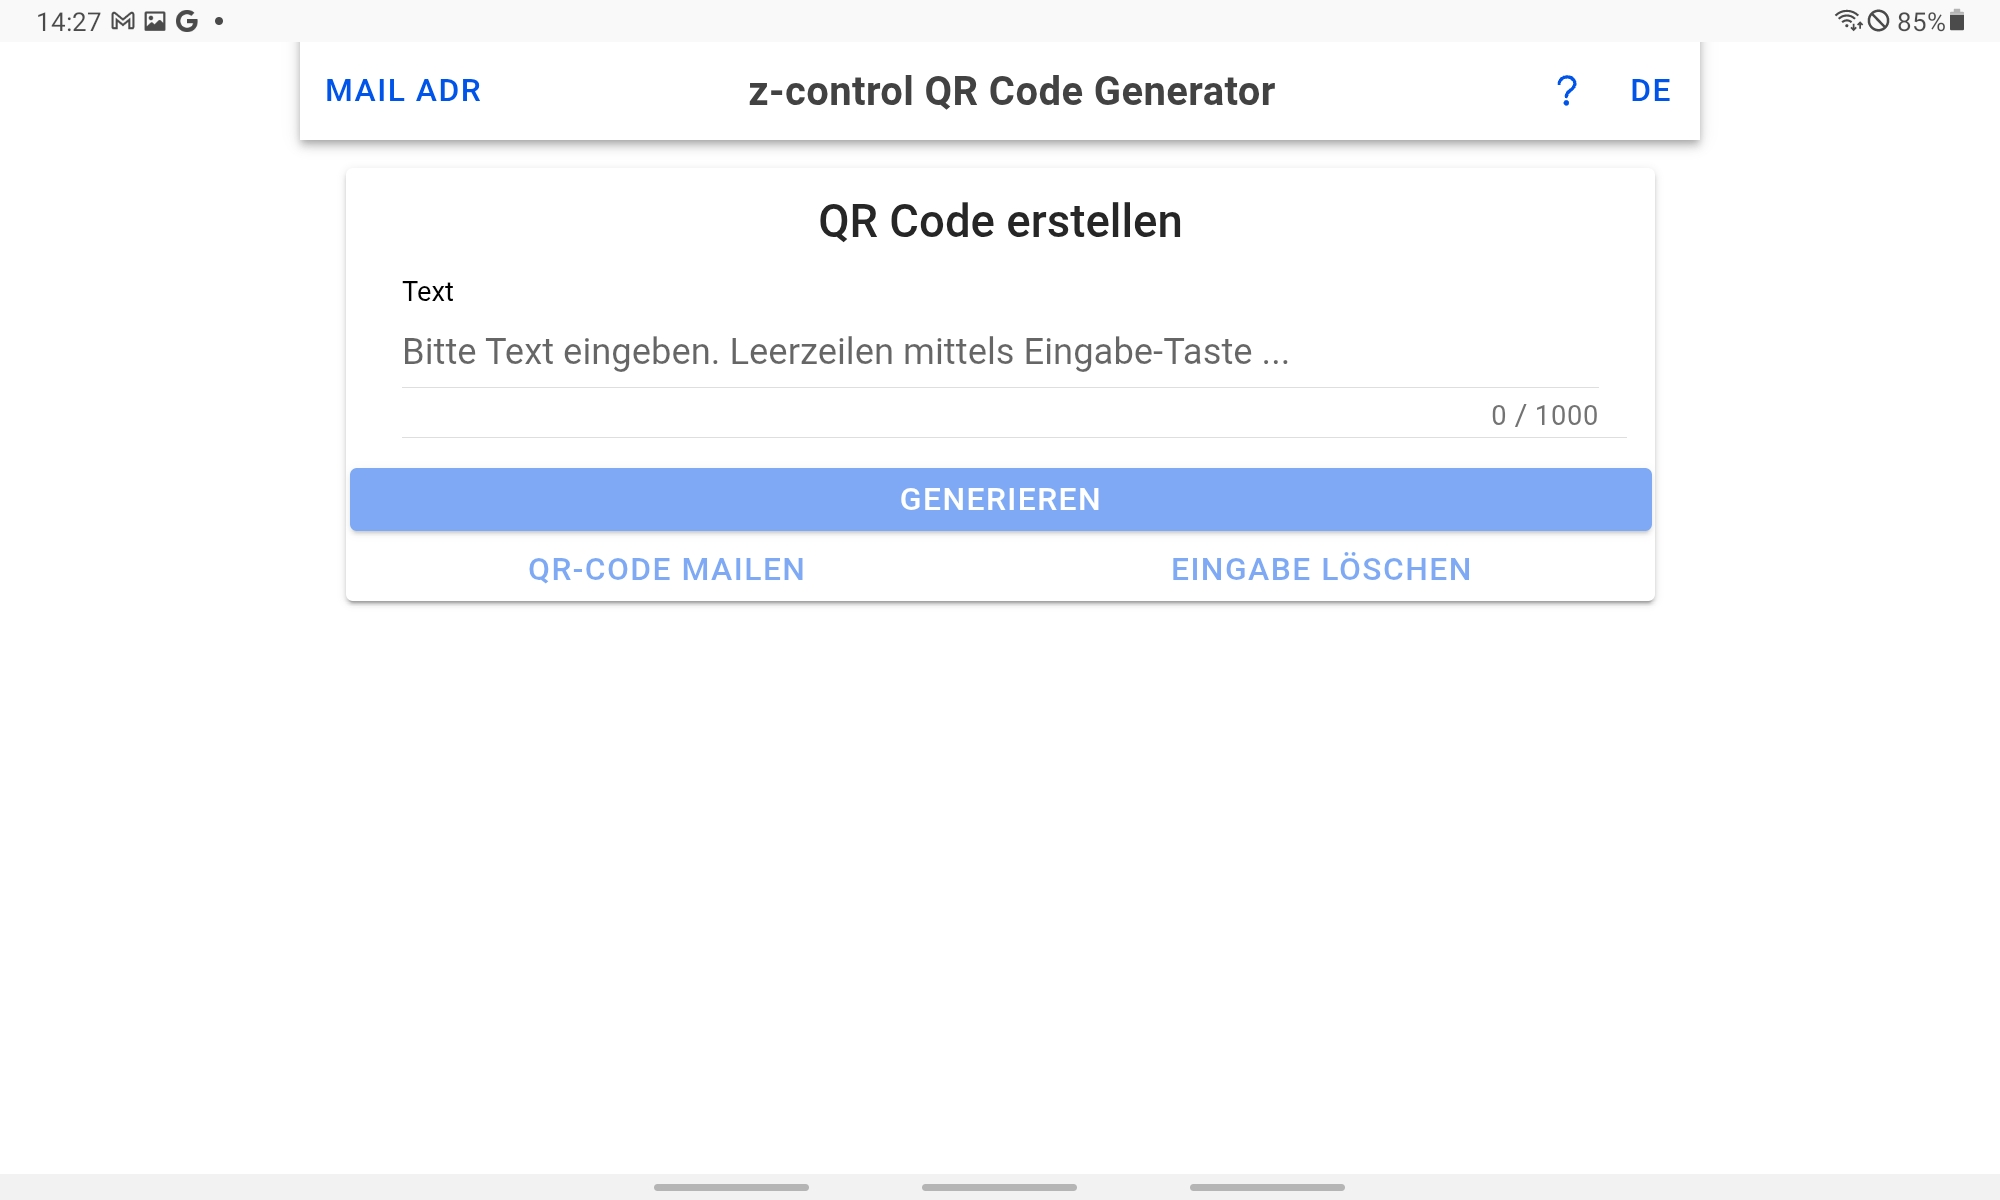 14:27
85%
MAIL ADR
z-control QR Code Generator
?
DE
QR Code erstellen
Text
Bitte Text eingeben. Leerzeilen mittels Eingabe-Taste ...
0 / 1000
GENERIEREN
QR-CODE MAILEN
EINGABE LÖSCHEN